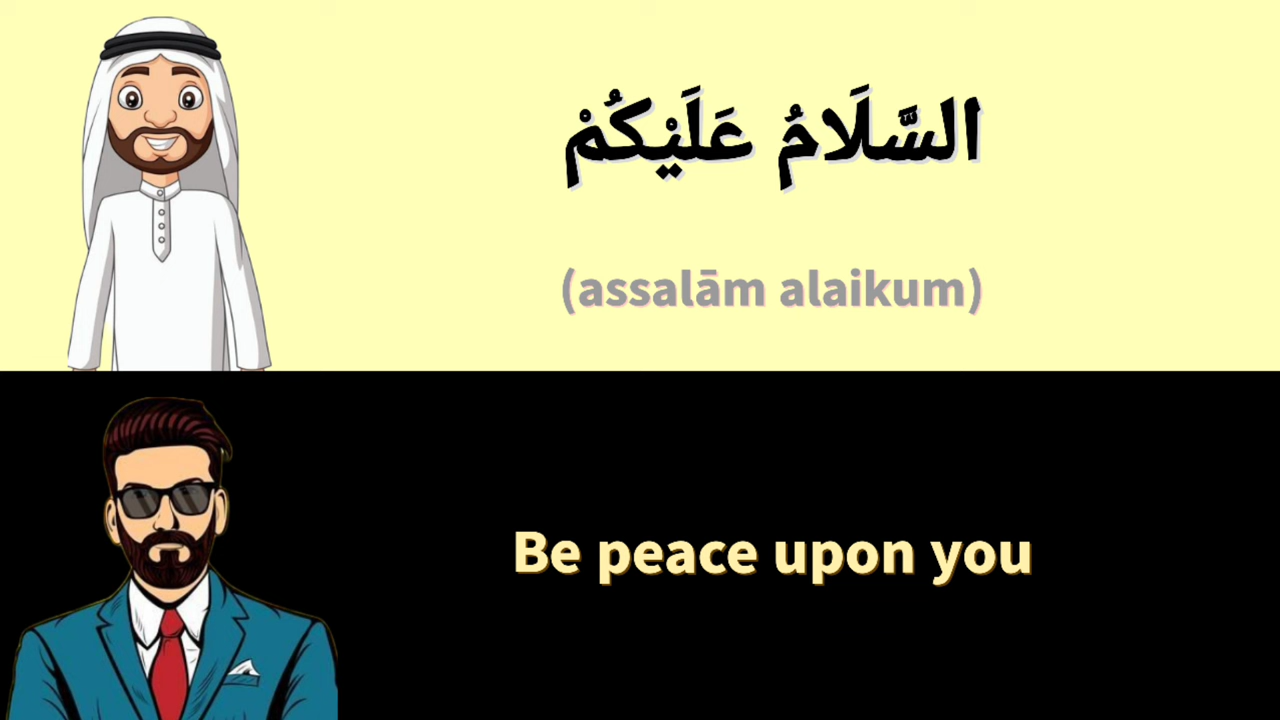 السَّلَامُ عَلَيْكُمْ
(assalām alaikum)
Be peace upon you